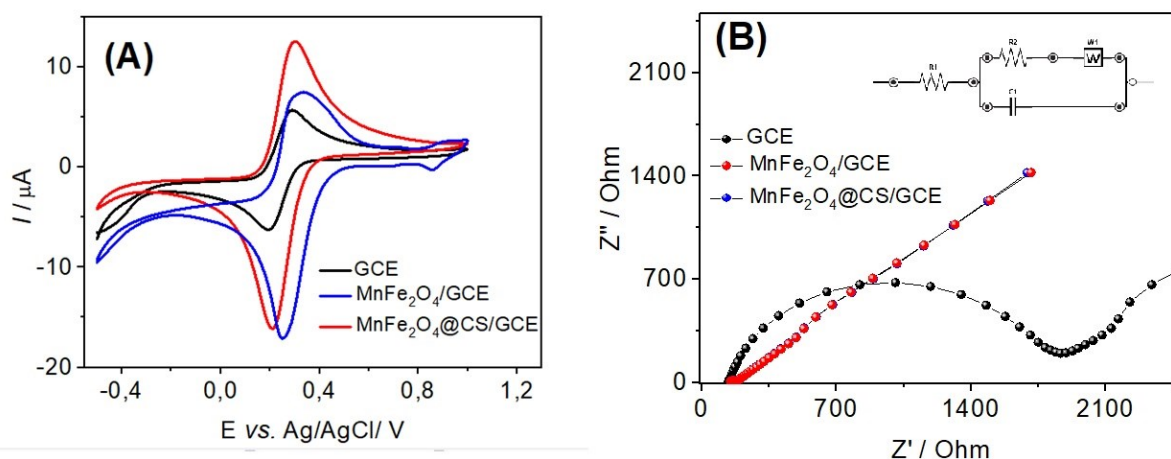 (A)
10
0
-10
-20
I / µA
-0,4
0,0
0,4
0,8
1,2
E vs. Ag/AgCl/ V
GCE
MnFe₂O₄/GCE
MnFe₂O₄@CS/GCE
(B)
2100
1400
700
0
Z" / Ohm
0
700
1400
2100
Z' / Ohm
GCE
MnFe₂O₄/GCE
MnFe₂O₄@CS/GCE
R1
R2
W1
C1